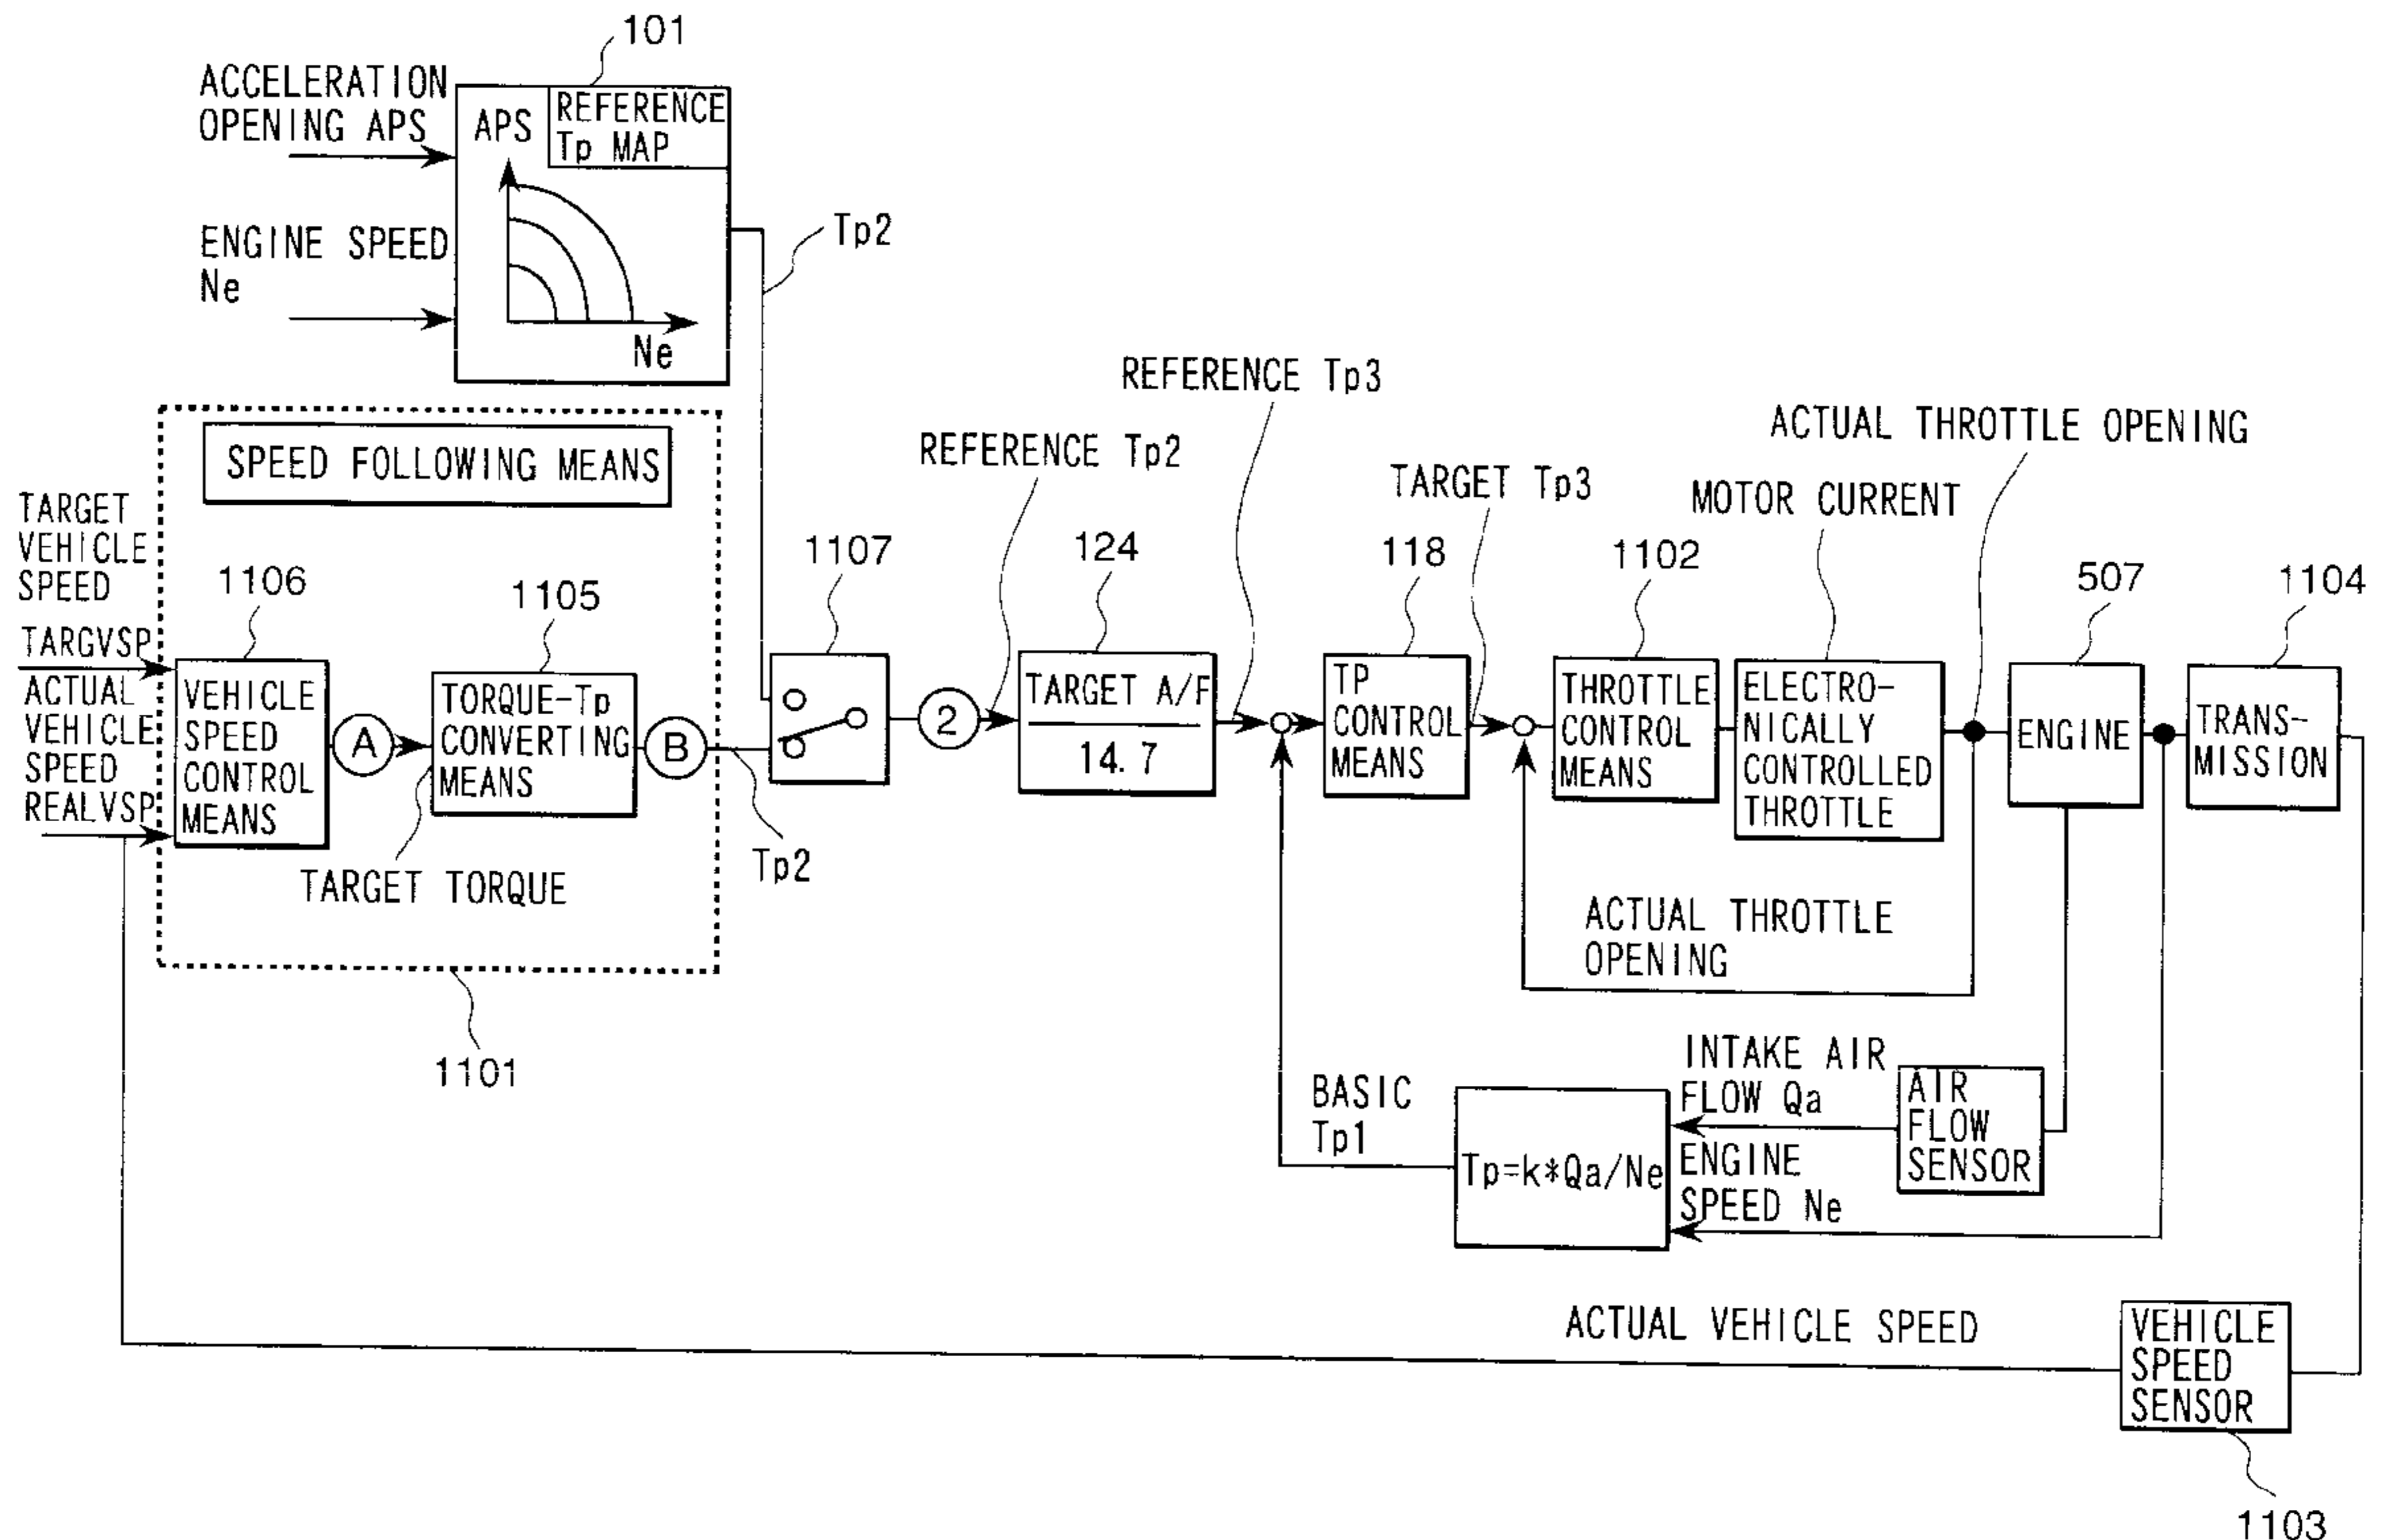 101
ACCELERATION
OPENING APS
APS
REFERENCE
Tp MAP
ENGINE SPEED
Ne
Ne
Tp2
SPEED FOLLOWING MEANS
TARGET
VEHICLE
SPEED
TARGVSP
ACTUAL
VEHICLE
SPEED
REALVSP
1106
VEHICLE
SPEED
CONTROL
MEANS
A
TARGET TORQUE
1105
TORQUE-Tp
CONVERTING
MEANS
B
Tp2
1101
1107
2
REFERENCE Tp2
124
TARGET A/F
14.7
REFERENCE Tp3
118
TP
CONTROL
MEANS
TARGET Tp3
1102
THROTTLE
CONTROL
MEANS
MOTOR CURRENT
ELECTRO-
NICALLY
CONTROLLED
THROTTLE
ACTUAL THROTTLE OPENING
507
ENGINE
1104
TRANS-
MISSION
ACTUAL THROTTLE
OPENING
BASIC
Tp1
Tp=k*Qa/Ne
INTAKE AIR
FLOW Qa
ENGINE
SPEED Ne
AIR
FLOW
SENSOR
ACTUAL VEHICLE SPEED
VEHICLE
SPEED
SENSOR
1103